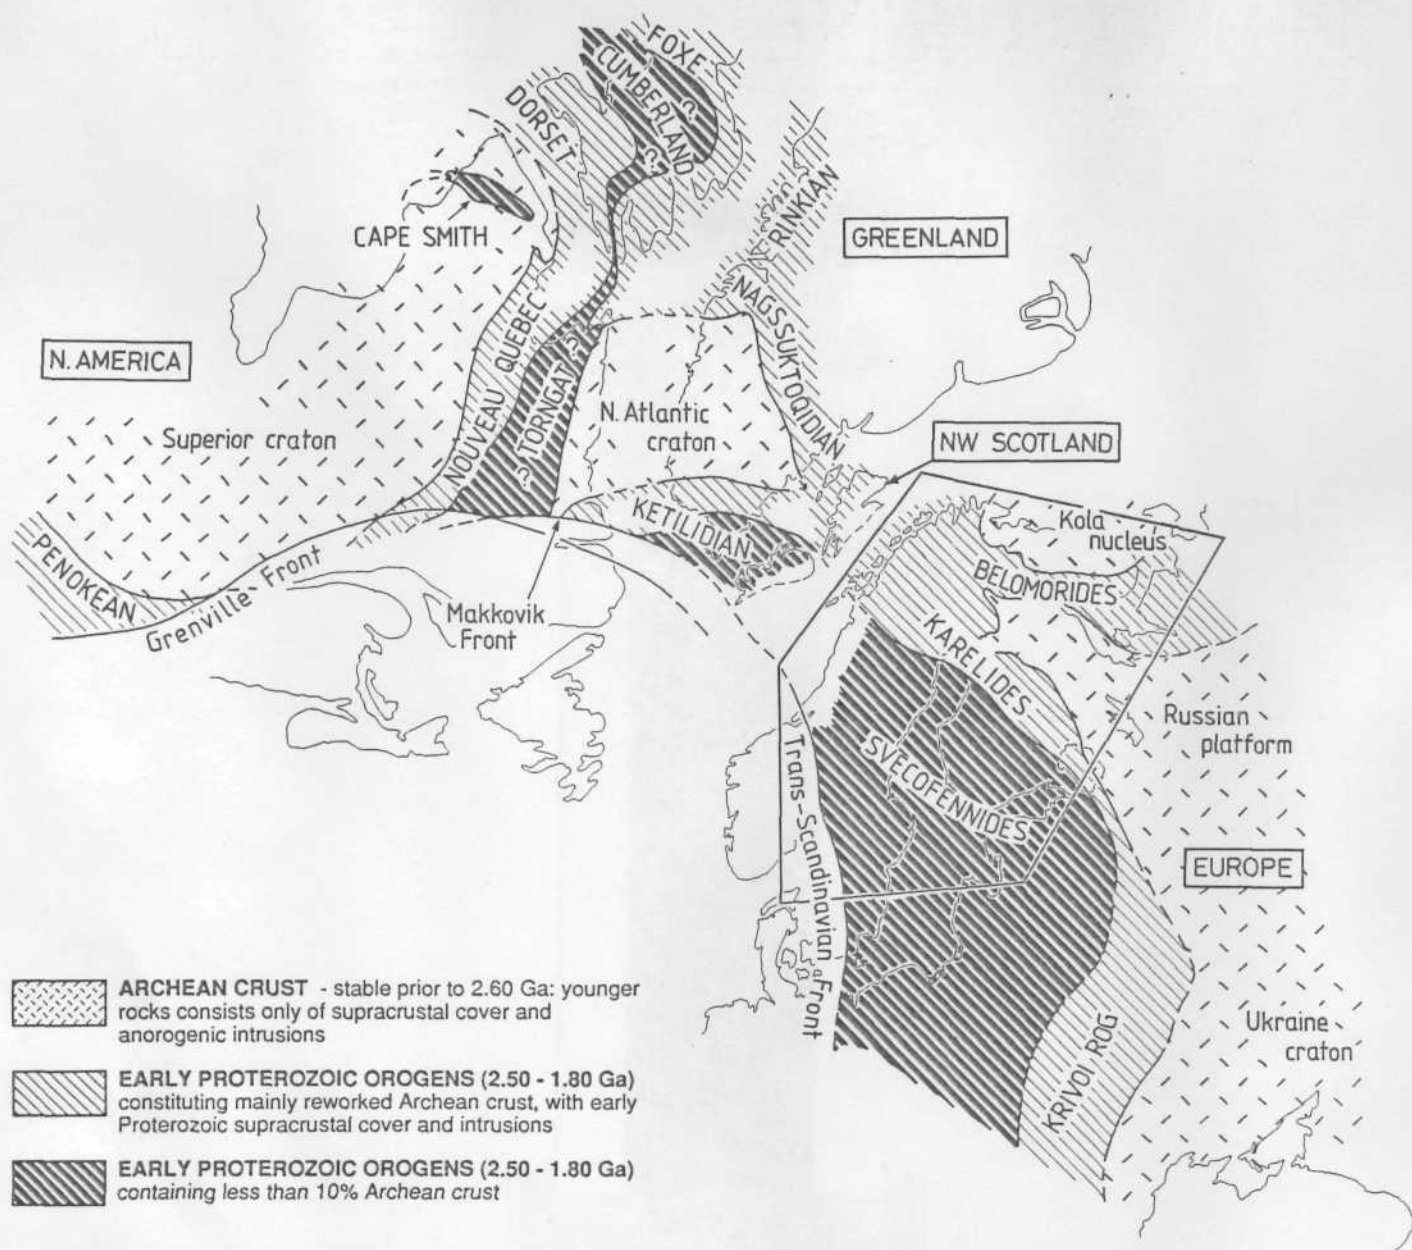 FOXE
CUMBERLAND
?
?
DORSET
RINKIAN
CAPE SMITH
GREENLAND
NAGSSUKTOQIDIAN
N. AMERICA
NOUVEAU QUEBEC
? TORNGAT ?
N. Atlantic
craton
Superior craton
NW SCOTLAND
KETILIDIAN
Kola
nucleus
BELOMORIDES
PENOKEAN
Grenville Front
Makkovik
Front
KARELIDES
Russian
platform
SVECOFENNIDES
Trans-Scandinavian Front
EUROPE
Ukraine
craton
KRIVOI ROG
ARCHEAN CRUST - stable prior to 2.60 Ga: younger
rocks consists only of supracrustal cover and
anorogenic intrusions
EARLY PROTEROZOIC OROGENS (2.50 - 1.80 Ga)
constituting mainly reworked Archean crust, with early
Proterozoic supracrustal cover and intrusions
EARLY PROTEROZOIC OROGENS (2.50 - 1.80 Ga)
containing less than 10% Archean crust